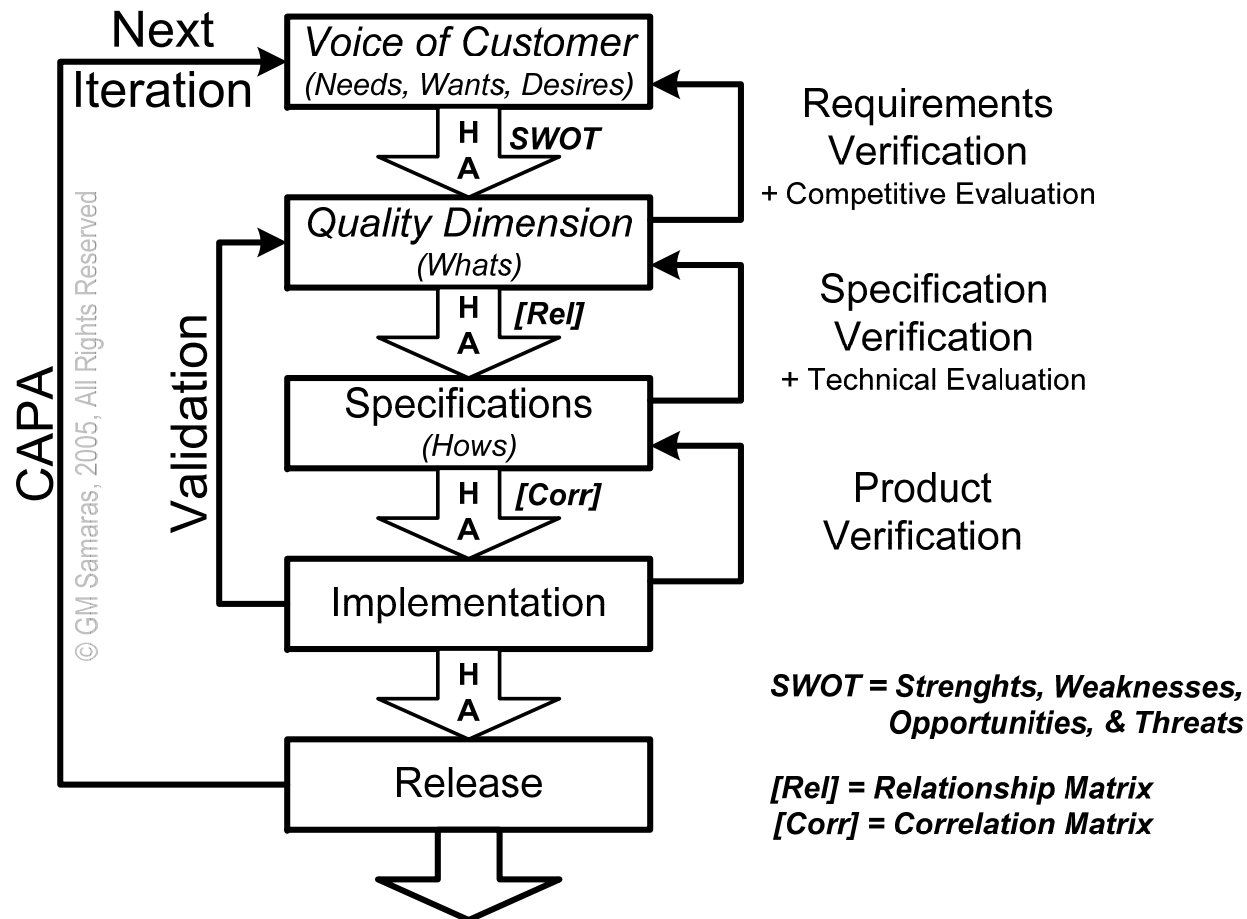 Next
Iteration
Voice of Customer
(Needs, Wants, Desires)
H
A
SWOT
Requirements
Verification
+ Competitive Evaluation
Quality Dimension
(Whats)
H
A
[Rel]
Specification
Verification
+ Technical Evaluation
Specifications
(Hows)
H
A
[Corr]
Product
Verification
Implementation
H
A
Release
CAPA
© GM Samaras, 2005, All Rights Reserved
Validation
SWOT = Strenghts, Weaknesses,
Opportunities, & Threats
[Rel] = Relationship Matrix
[Corr] = Correlation Matrix